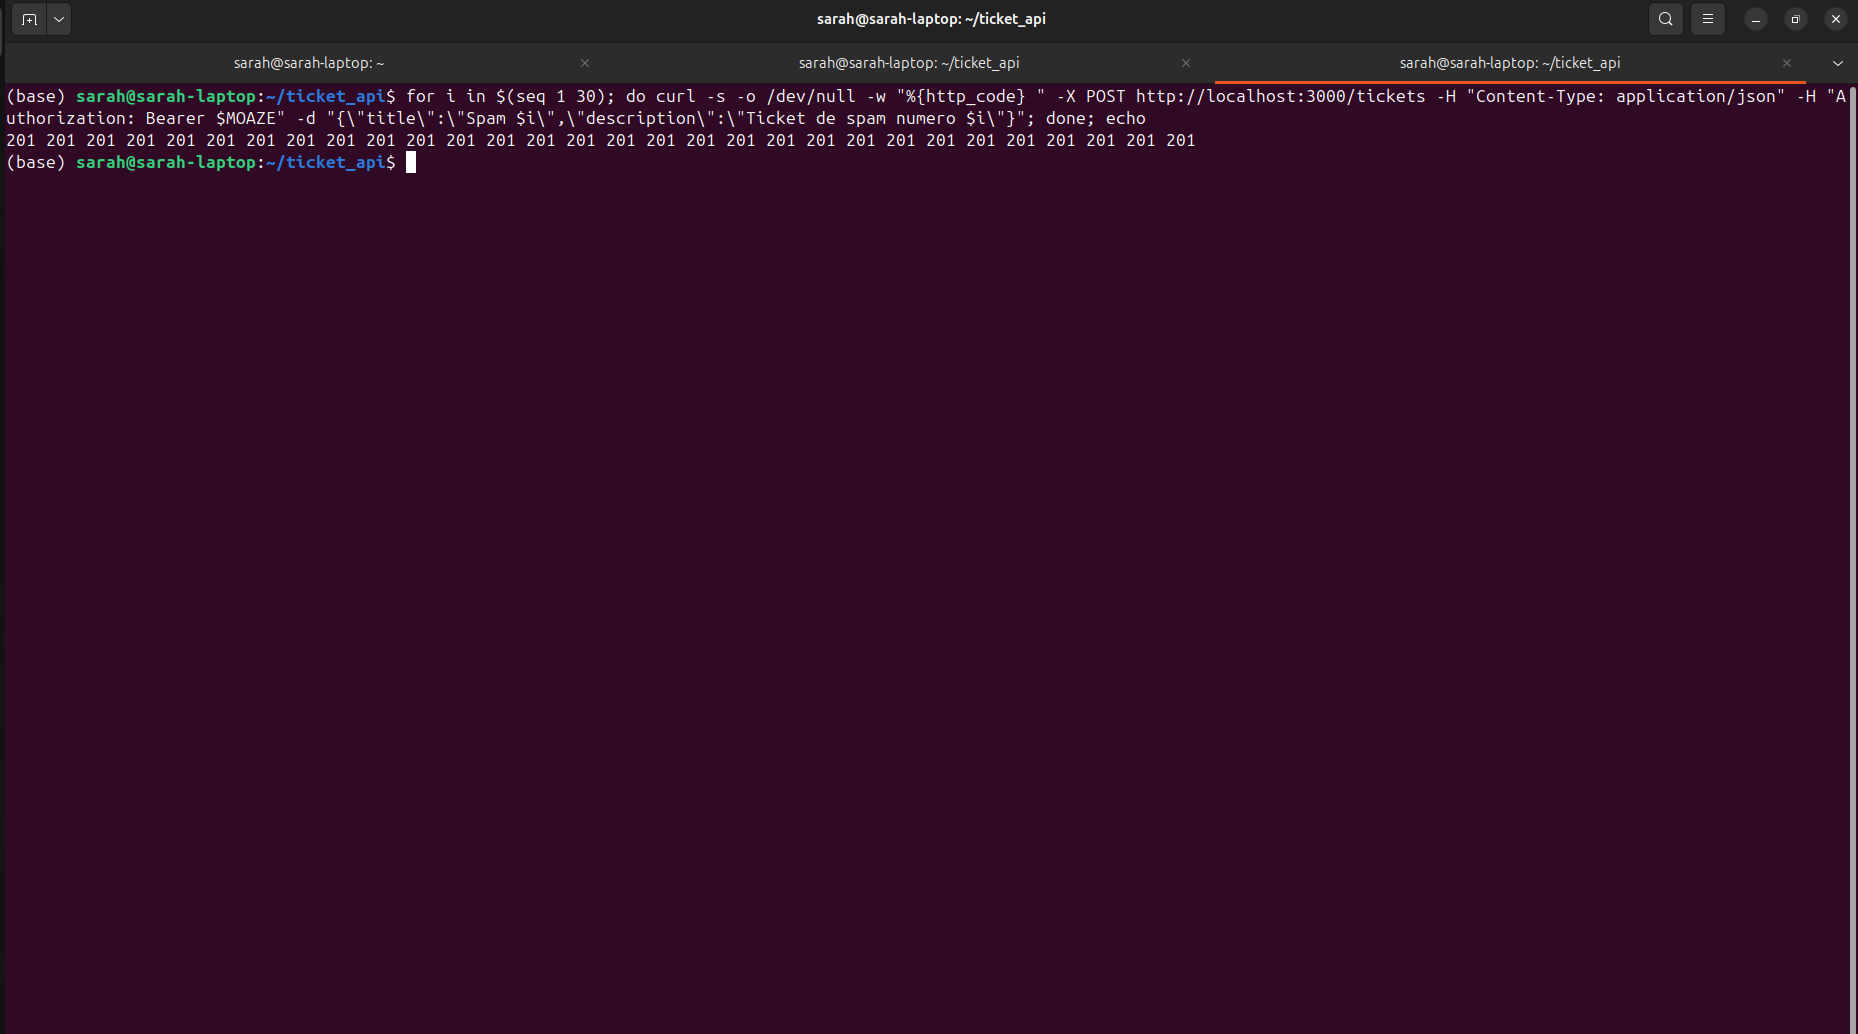 sarah@sarah-laptop: ~/ticket_api
sarah@sarah-laptop: ~
sarah@sarah-laptop: ~/ticket_api
sarah@sarah-laptop: ~/ticket_api
(base) sarah@sarah-laptop:~/ticket_api$ for i in $(seq 1 30); do curl -s -o /dev/null -w "%{http_code} " -X POST http://localhost:3000/tickets -H "Content-Type: application/json" -H "A
uthorization: Bearer $MOAZE" -d "{\"title\":\"Spam $i\",\"description\":\"Ticket de spam numero $i\"}"; done; echo
201 201 201 201 201 201 201 201 201 201 201 201 201 201 201 201 201 201 201 201 201 201 201 201 201 201 201 201 201 201
(base) sarah@sarah-laptop:~/ticket_api$